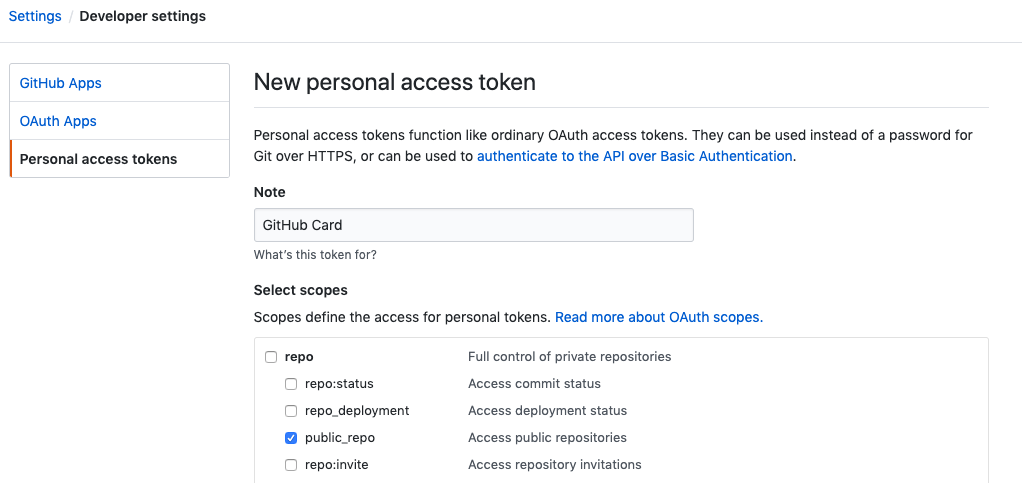 Settings / Developer settings
GitHub Apps
OAuth Apps
Personal access tokens
New personal access token
Personal access tokens function like ordinary OAuth access tokens. They can be used instead of a password for
Git over HTTPS, or can be used to authenticate to the API over Basic Authentication.
Note
GitHub Card
What's this token for?
Select scopes
Scopes define the access for personal tokens. Read more about OAuth scopes.
repo Full control of private repositories
repo:status Access commit status
repo_deployment Access deployment status
public_repo Access public repositories
repo:invite Access repository invitations